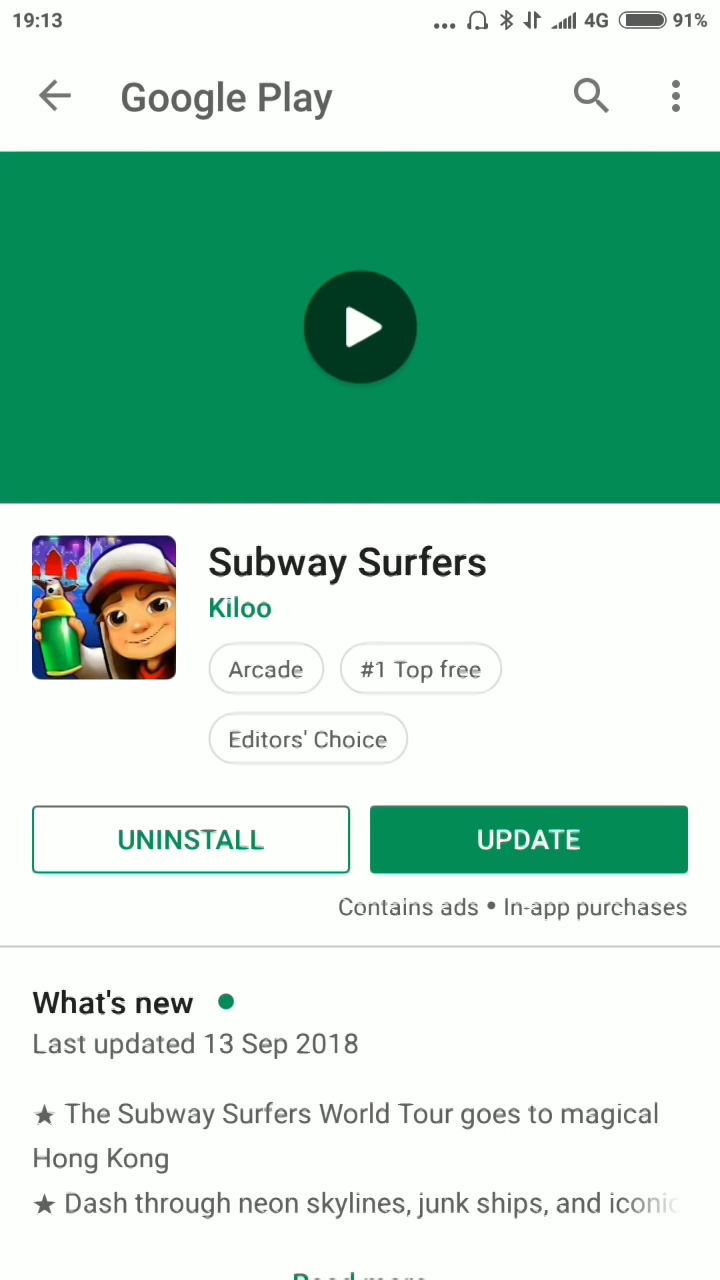 19:13
... 4G 91%
Google Play
Subway Surfers
Kiloo
Arcade
#1 Top free
Editors' Choice
UNINSTALL
UPDATE
Contains ads • In-app purchases
What's new
Last updated 13 Sep 2018
★ The Subway Surfers World Tour goes to magical
Hong Kong
★ Dash through neon skylines, junk ships, and iconic
Read more